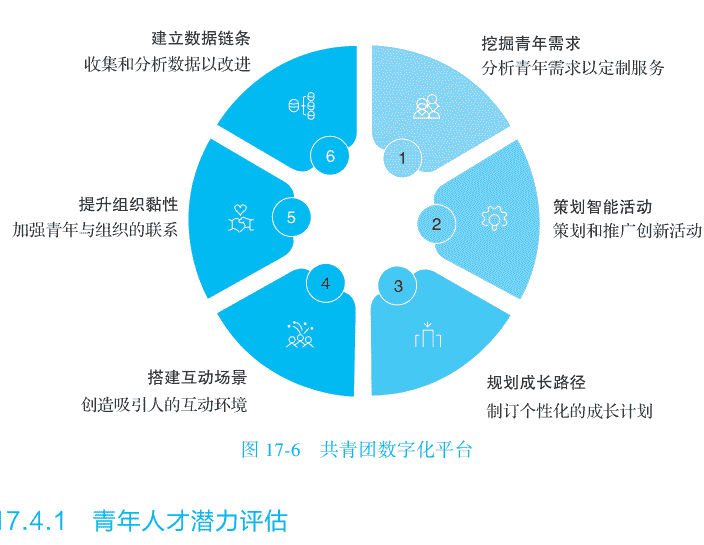 挖掘青年需求
分析青年需求以定制服务
1
策划智能活动
策划和推广创新活动
2
规划成长路径
制订个性化的成长计划
3
搭建互动场景
创造吸引人的互动环境
4
提升组织黏性
加强青年与组织的联系
5
建立数据链条
收集和分析数据以改进
6
图 17-6 共青团数字化平台
17.4.1 青年人才潜力评估